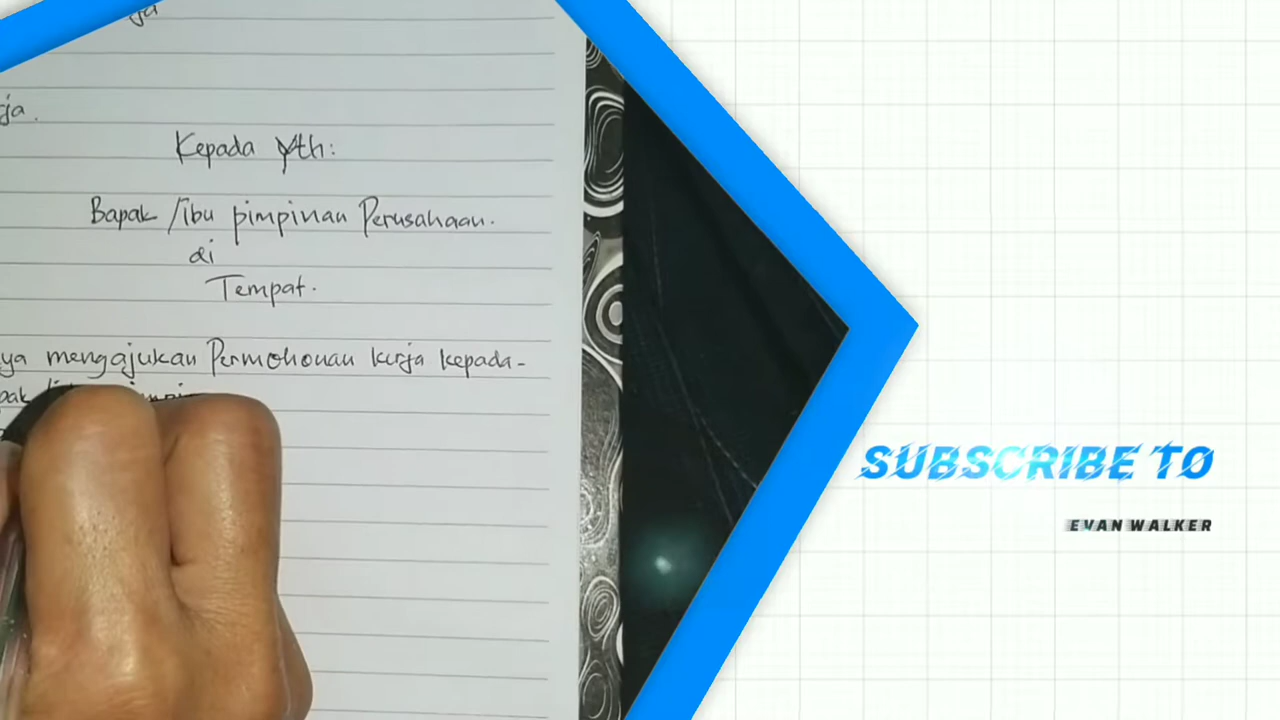 ja.
Kepada Yth:
Bapak /ibu pimpinan Perusahaan.
di
Tempat.
ya mengajukan Permohonan kerja kepada-
SUBSCRIBE TO
EVAN WALKER